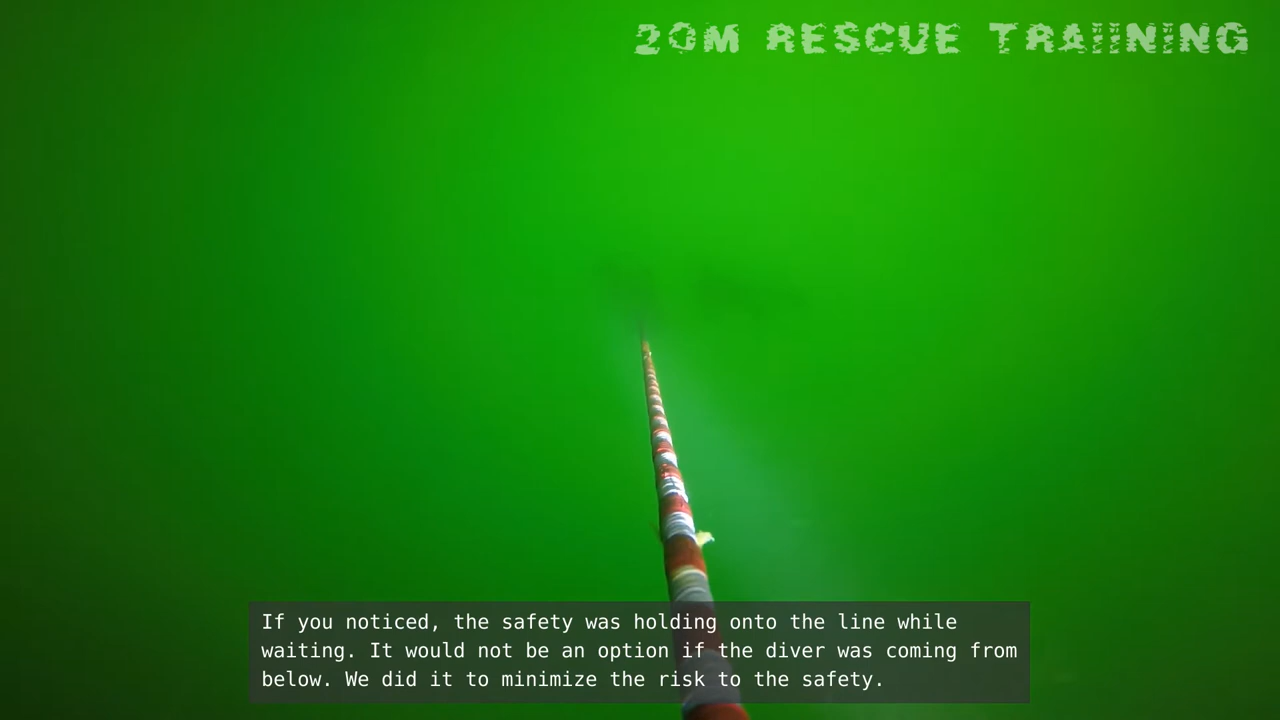 20M RESCUE TRAIINING
If you noticed, the safety was holding onto the line while
waiting. It would not be an option if the diver was coming from
below. We did it to minimize the risk to the safety.